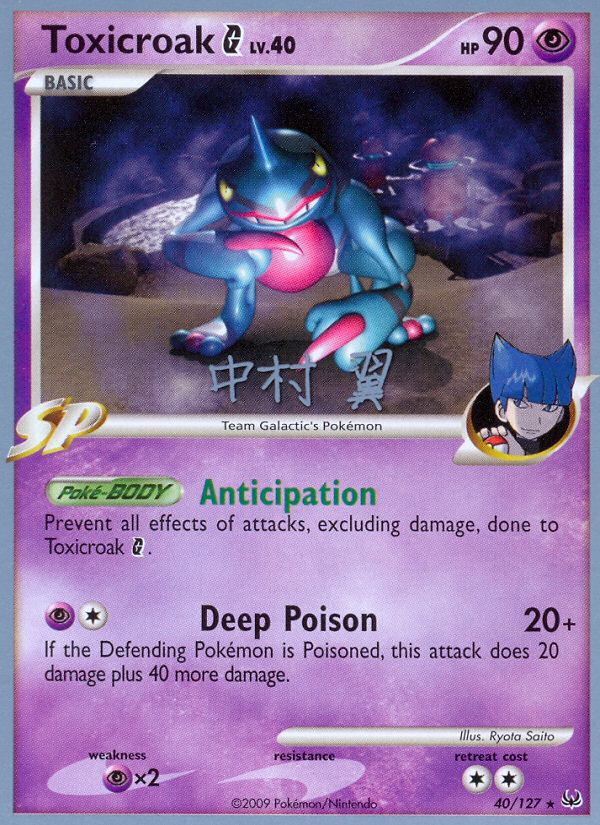 Toxicroak G LV.40 HP 90
BASIC
中村 翼
SP
Team Galactic's Pokémon
Poké-BODY Anticipation
Prevent all effects of attacks, excluding damage, done to
Toxicroak G.
Deep Poison 20+
If the Defending Pokémon is Poisoned, this attack does 20
damage plus 40 more damage.
Illus. Ryota Saito
weakness resistance retreat cost
×2
©2009 Pokémon/Nintendo 40/127 ★